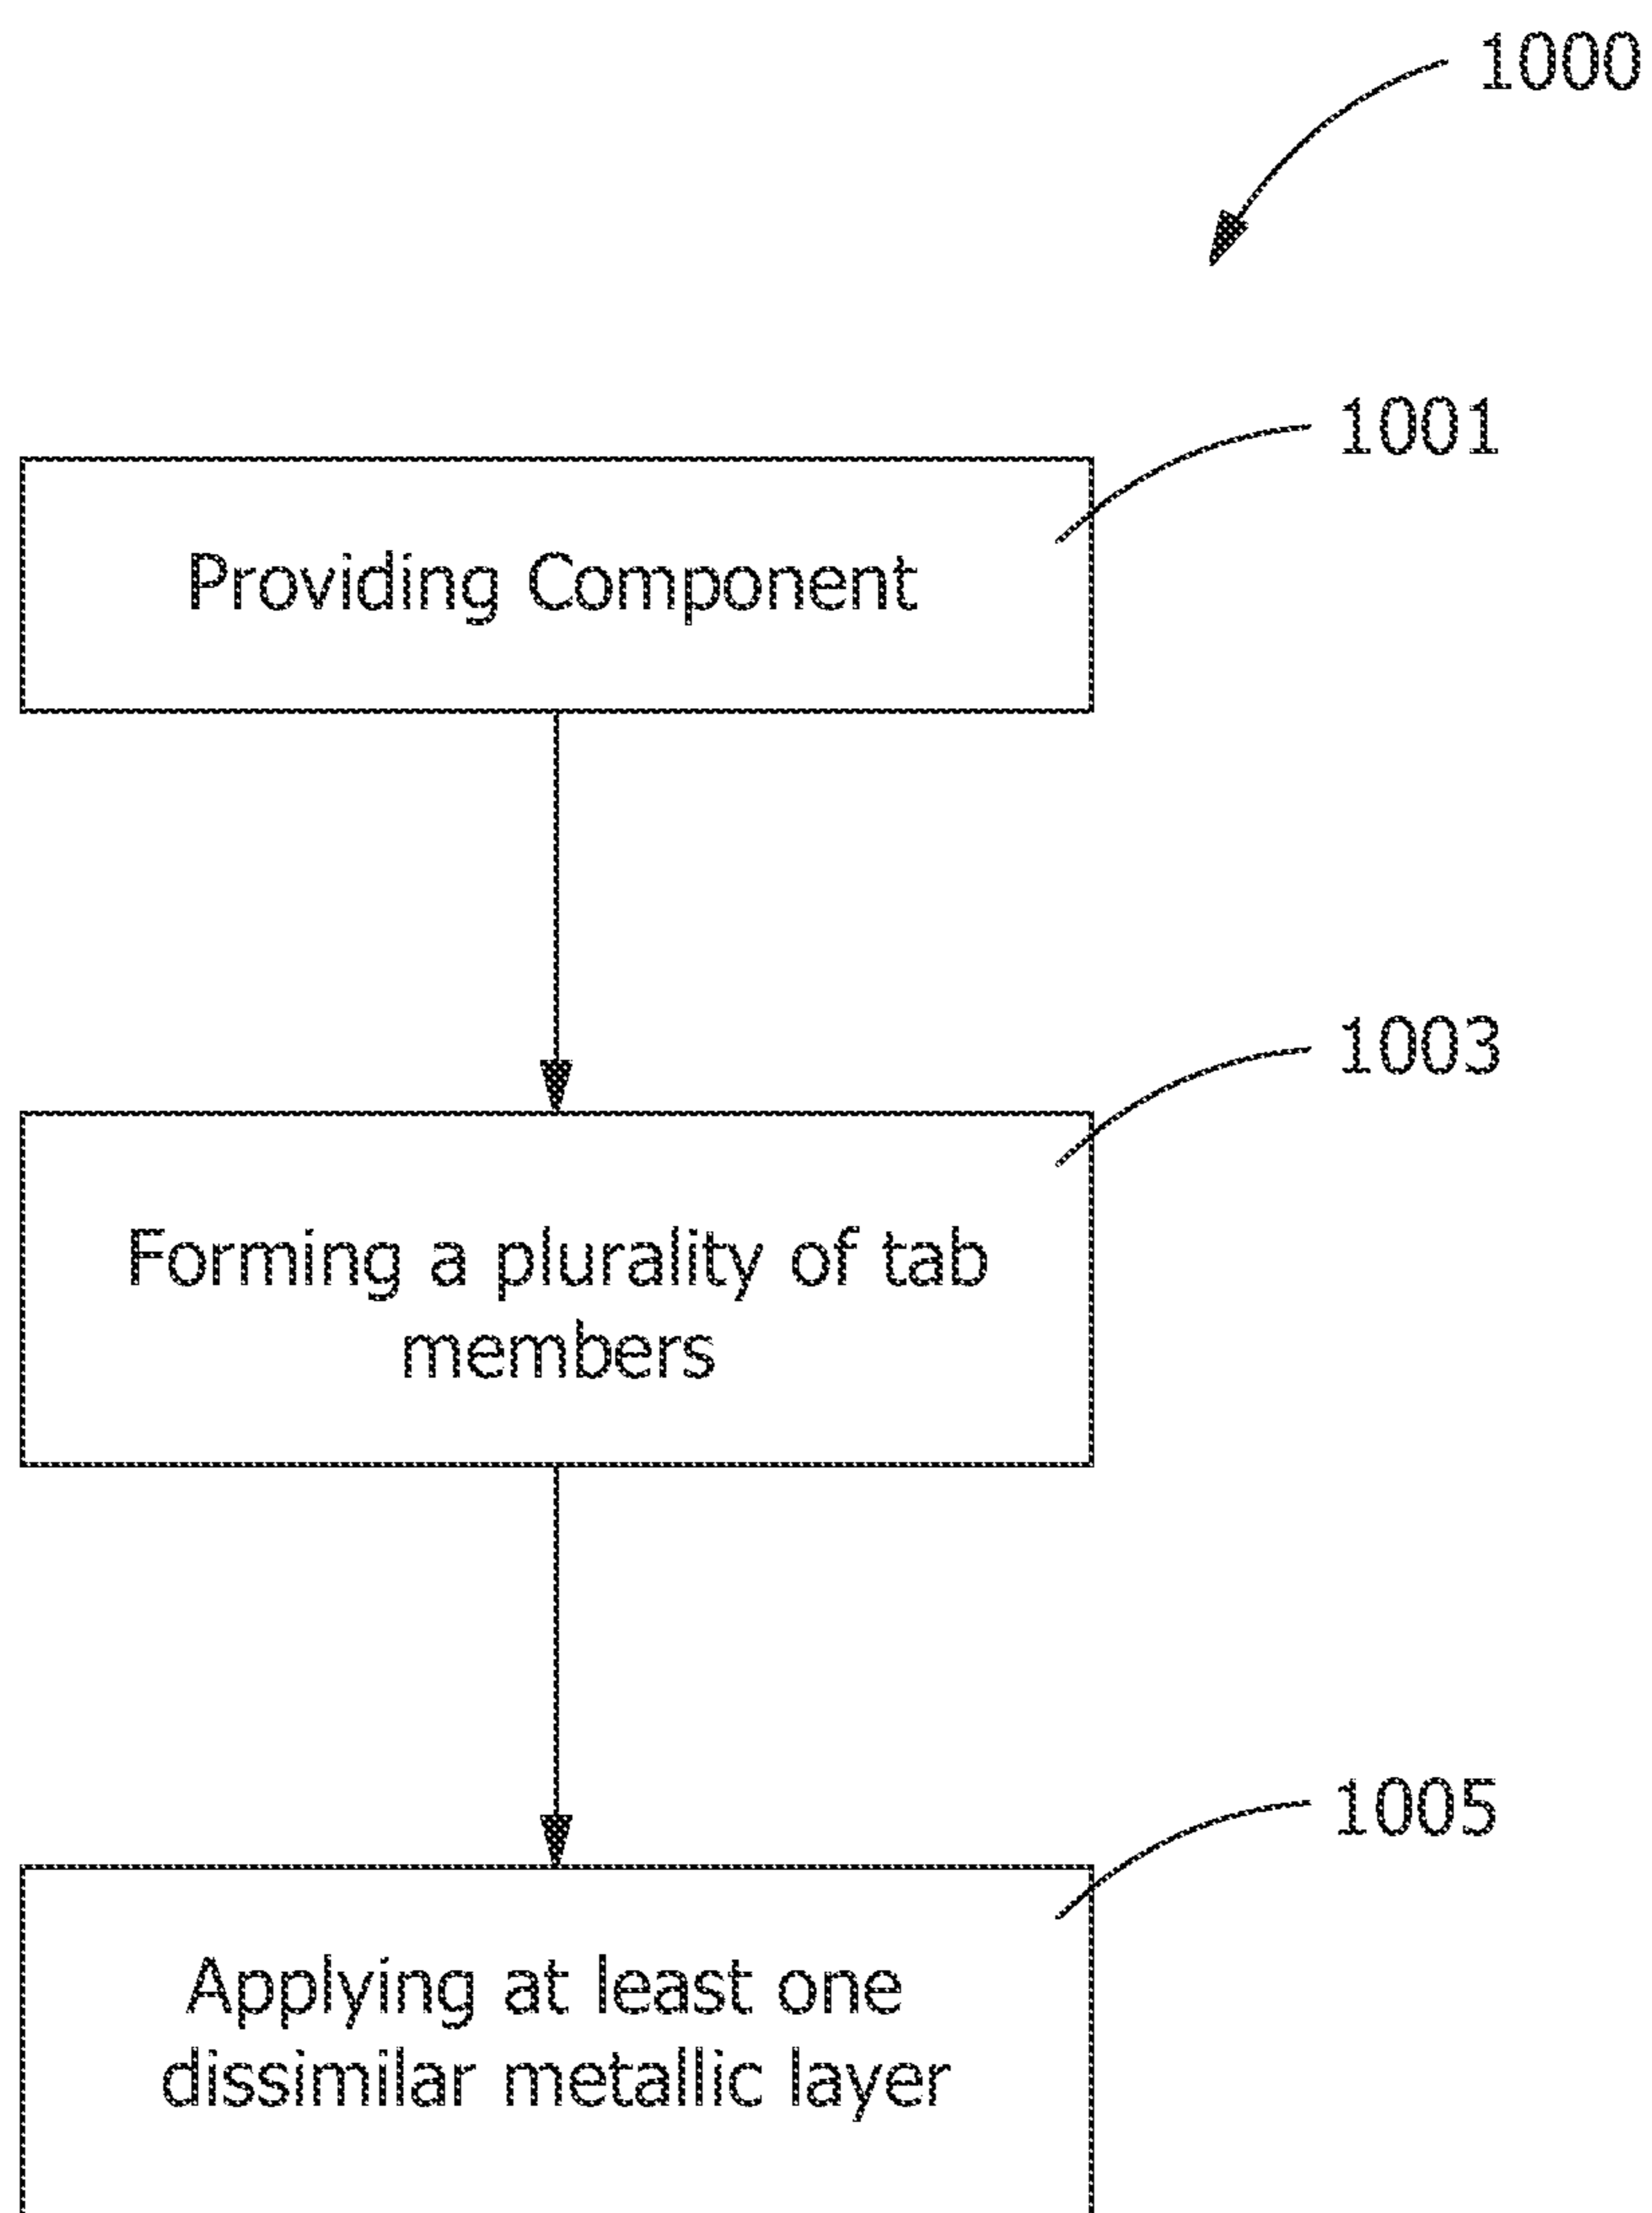 1000
1001
Providing Component
1003
Forming a plurality of tab
members
1005
Applying at least one
dissimilar metallic layer